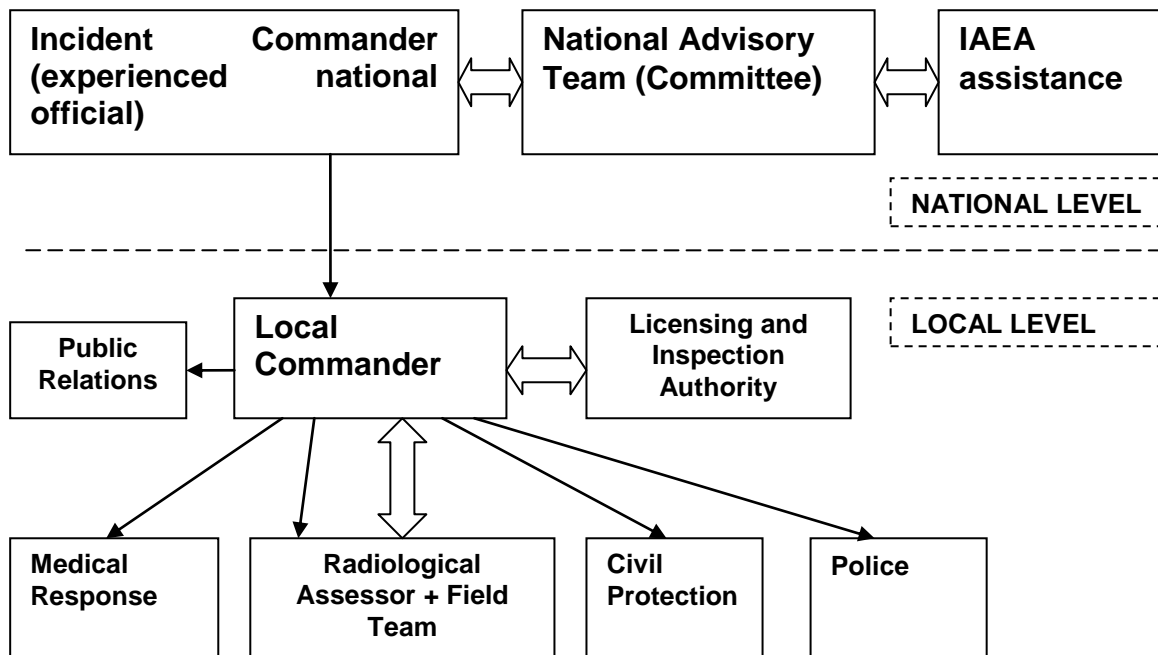 Incident Commander
(experienced national
official)
National Advisory
Team (Committee)
IAEA
assistance
NATIONAL LEVEL
LOCAL LEVEL
Public
Relations
Local
Commander
Licensing and
Inspection
Authority
Medical
Response
Radiological
Assessor + Field
Team
Civil
Protection
Police